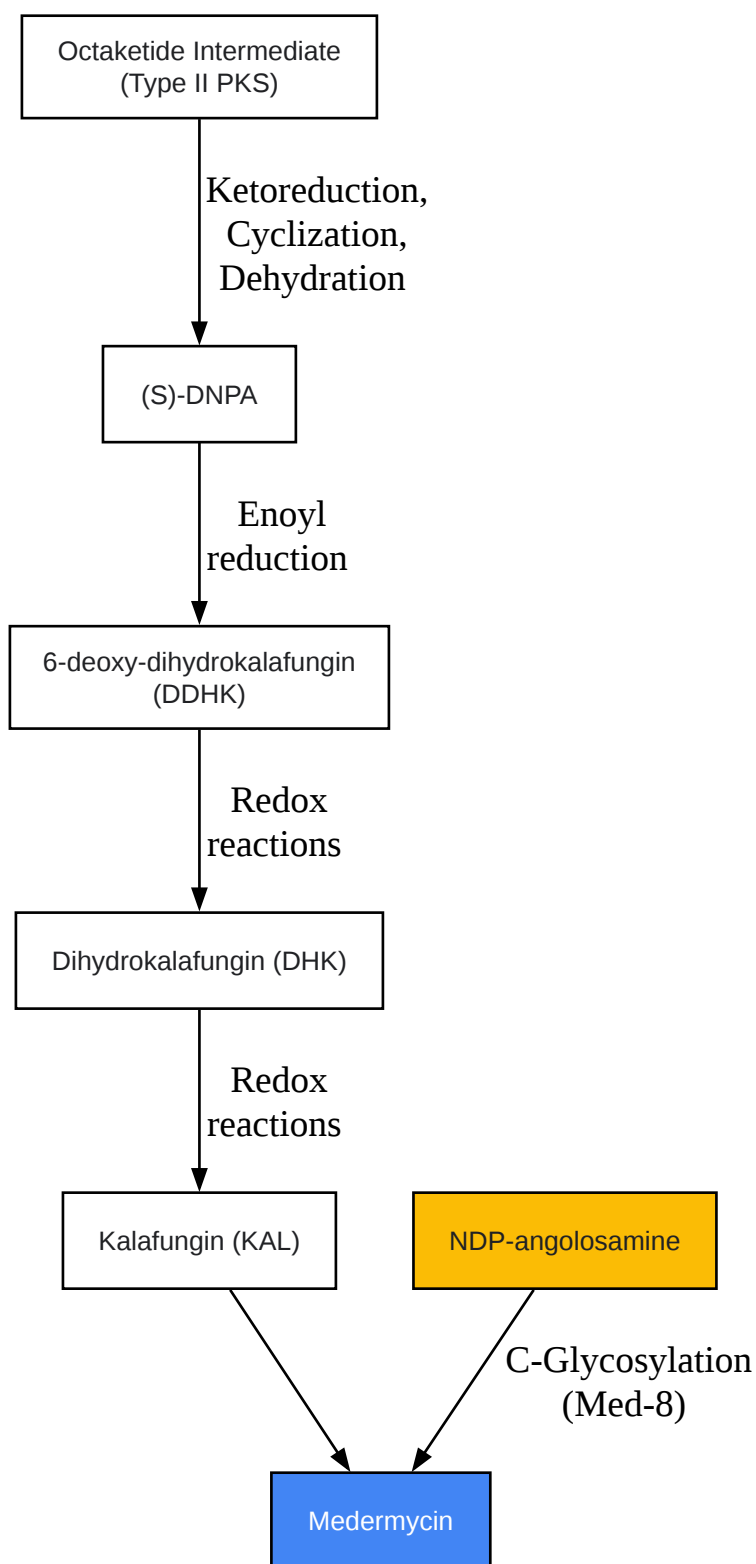 Octaketide Intermediate
(Type II PKS)
Ketoreduction,
Cyclization,
Dehydration
(S)-DNPA
Enoyl
reduction
6-deoxy-dihydrokalafungin
(DDHK)
Redox
reactions
Dihydrokalafungin (DHK)
Redox
reactions
Kalafungin (KAL)
NDP-angolosamine
C-Glycosylation
(Med-8)
Medermycin